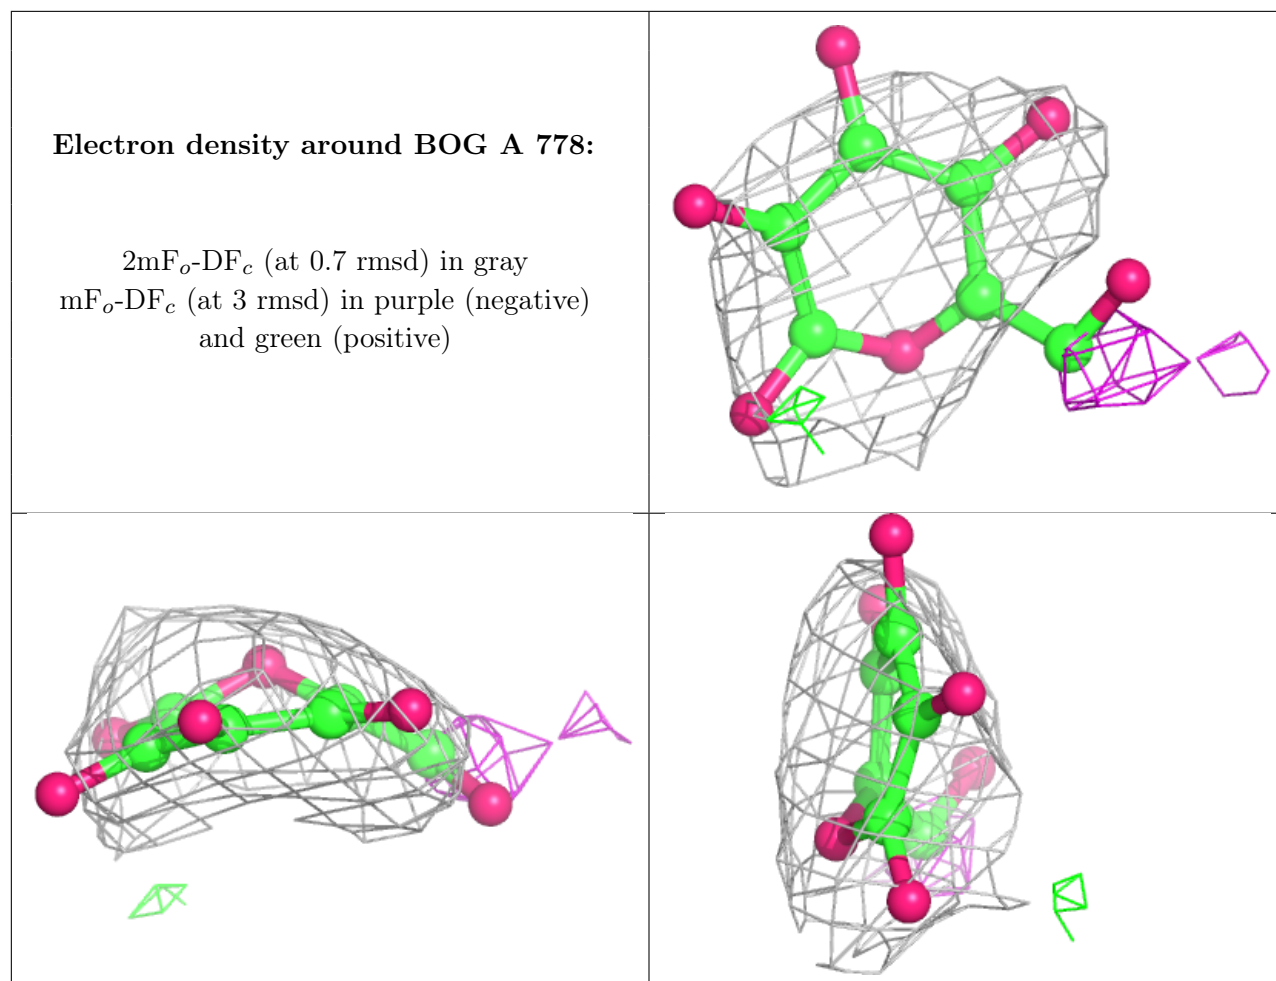 Electron density around BOG A 778:
2mFₒ-DF𝒸 (at 0.7 rmsd) in gray
mFₒ-DF𝒸 (at 3 rmsd) in purple (negative)
and green (positive)